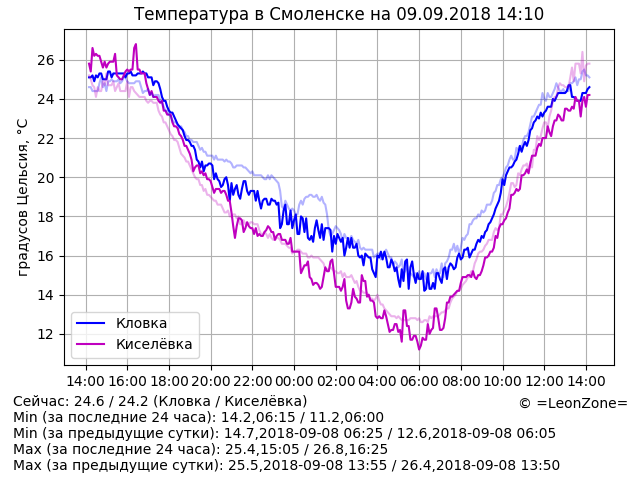 Температура в Смоленске на 09.09.2018 14:10
градусов Цельсия, °C
26
24
22
20
18
16
14
12
Кловка
Киселёвка
14:00 16:00 18:00 20:00 22:00 00:00 02:00 04:00 06:00 08:00 10:00 12:00 14:00
Сейчас: 24.6 / 24.2 (Кловка / Киселёвка)
© =LeonZone=
Min (за последние 24 часа): 14.2,06:15 / 11.2,06:00
Min (за предыдущие сутки): 14.7,2018-09-08 06:25 / 12.6,2018-09-08 06:05
Max (за последние 24 часа): 25.4,15:05 / 26.8,16:25
Max (за предыдущие сутки): 25.5,2018-09-08 13:55 / 26.4,2018-09-08 13:50